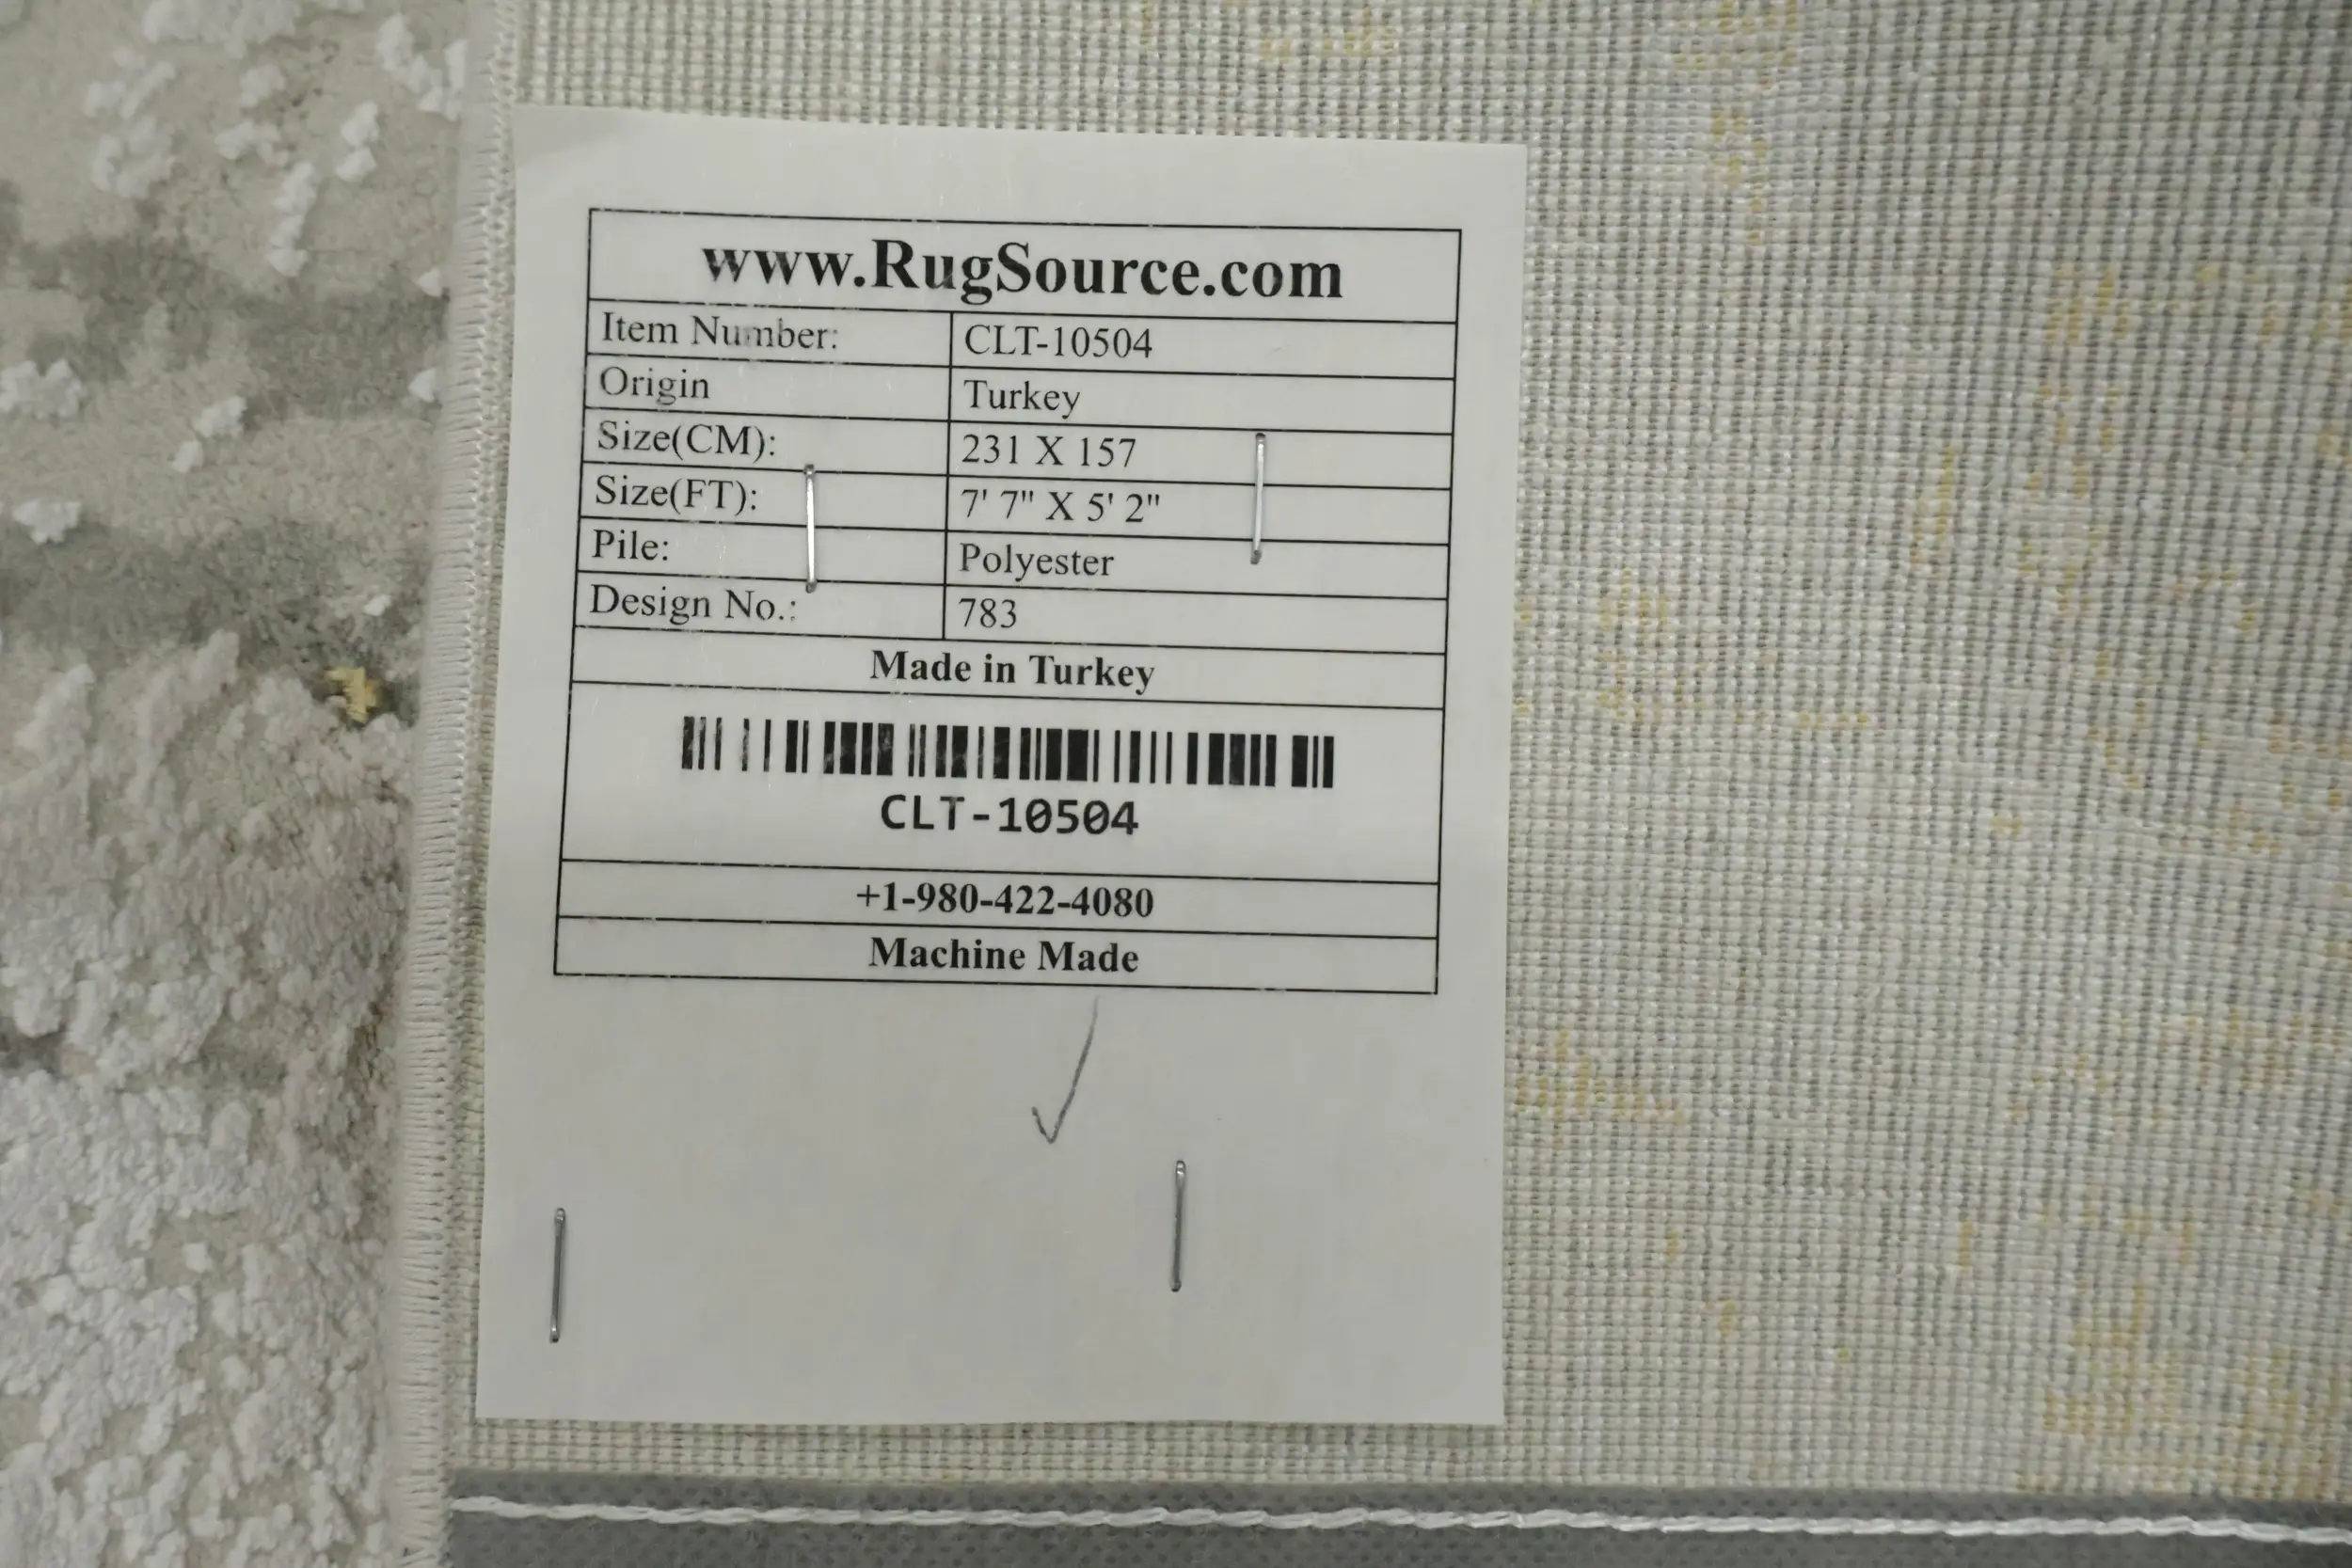 www.RugSource.com
Item Number: CLT-10504
Origin Turkey
Size(CM): 231 X 157
Size(FT): 7' 7" X 5' 2"
Pile: Polyester
Design No.: 783
Made in Turkey
CLT-10504
+1-980-422-4080
Machine Made